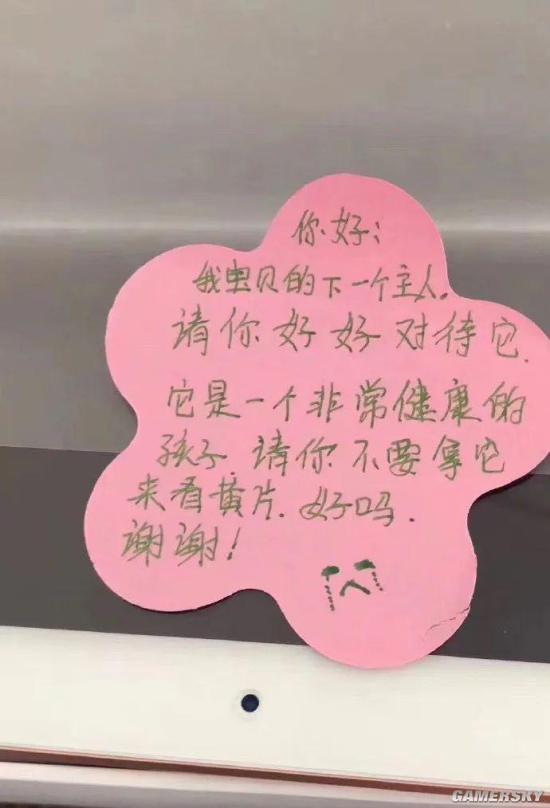 你好:
我虫贝的下一个主人.
请你好好对待它.
它是一个非常健康的
孩子.请你不要拿它
来看黄片.好吗.
谢谢!
GAMERSKY